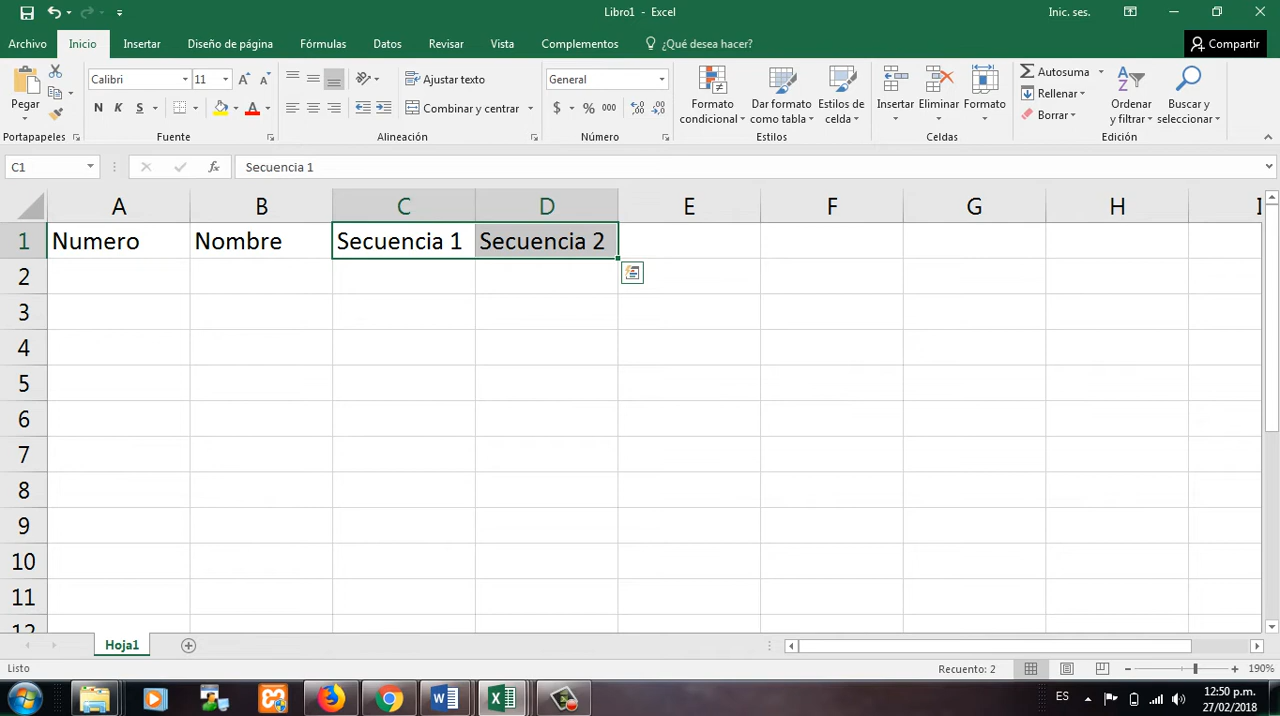 Libro1 - Excel
Inic. ses.
Archivo
Inicio
Insertar
Diseño de página
Fórmulas
Datos
Revisar
Vista
Complementos
¿Qué desea hacer?
Compartir
Pegar
Portapapeles
Calibri
11
N K S
Fuente
Ajustar texto
Combinar y centrar
Alineación
General
$ % 000
Número
Formato condicional
Dar formato como tabla
Estilos de celda
Estilos
Insertar
Eliminar
Formato
Celdas
Autosuma
Rellenar
Borrar
Ordenar y filtrar
Buscar y seleccionar
Edición
C1
fx
Secuencia 1
A B C D E F G H I
1 Numero Nombre Secuencia 1 Secuencia 2
2
3
4
5
6
7
8
9
10
11
12
Hoja1
Listo
Recuento: 2
190%
ES
12:50 p.m.
27/02/2018